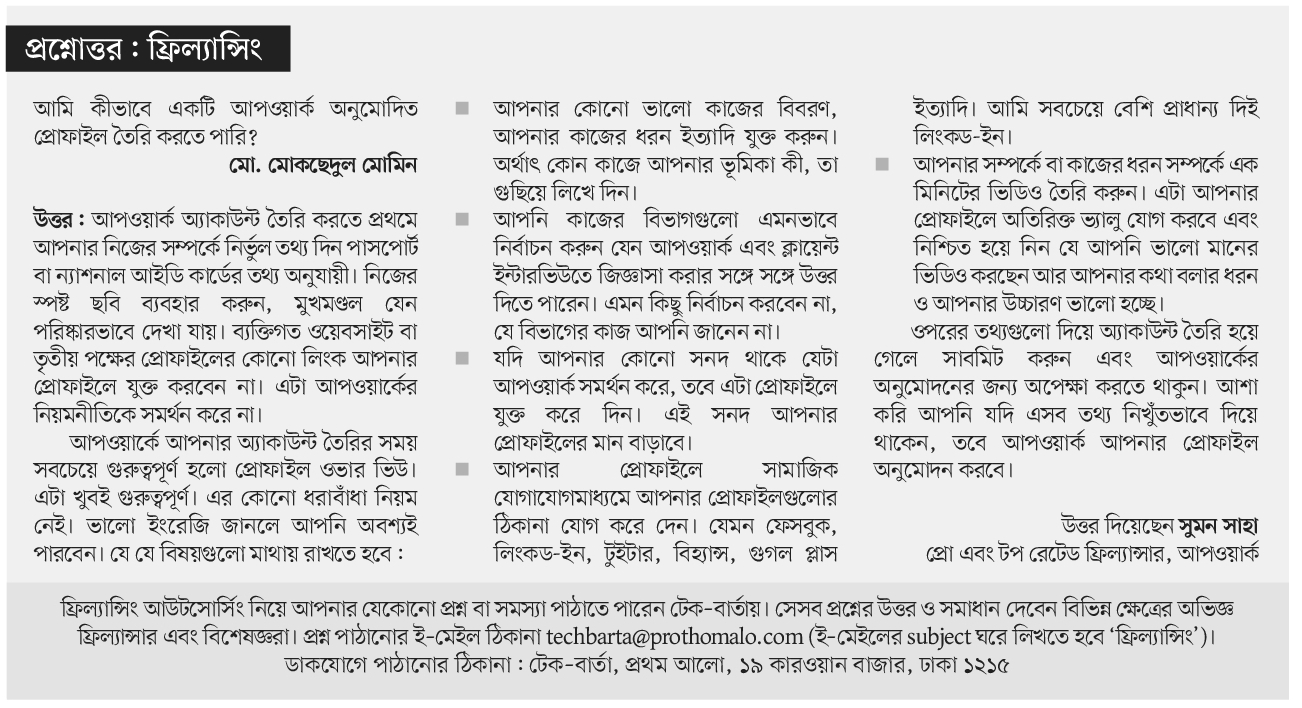 প্রশ্নোত্তর : ফ্রিল্যান্সিং
আমি কীভাবে একটি আপওয়ার্ক অনুমোদিত
প্রোফাইল তৈরি করতে পারি?
মো. মোকছেদুল মোমিন
উত্তর : আপওয়ার্ক অ্যাকাউন্ট তৈরি করতে প্রথমে
আপনার নিজের সম্পর্কে নির্ভুল তথ্য দিন পাসপোর্ট
বা ন্যাশনাল আইডি কার্ডের তথ্য অনুযায়ী। নিজের
স্পষ্ট ছবি ব্যবহার করুন, মুখমণ্ডল যেন
পরিষ্কারভাবে দেখা যায়। ব্যক্তিগত ওয়েবসাইট বা
তৃতীয় পক্ষের প্রোফাইলের কোনো লিংক আপনার
প্রোফাইলে যুক্ত করবেন না। এটা আপওয়ার্কের
নিয়মনীতিকে সমর্থন করে না।
আপওয়ার্কে আপনার অ্যাকাউন্ট তৈরির সময়
সবচেয়ে গুরুত্বপূর্ণ হলো প্রোফাইল ওভার ভিউ।
এটা খুবই গুরুত্বপূর্ণ। এর কোনো ধরাবাঁধা নিয়ম
নেই। ভালো ইংরেজি জানলে আপনি অবশ্যই
পারবেন। যে যে বিষয়গুলো মাথায় রাখতে হবে :
■ আপনার কোনো ভালো কাজের বিবরণ,
আপনার কাজের ধরন ইত্যাদি যুক্ত করুন।
অর্থাৎ কোন কাজে আপনার ভূমিকা কী, তা
গুছিয়ে লিখে দিন।
■ আপনি কাজের বিভাগগুলো এমনভাবে
নির্বাচন করুন যেন আপওয়ার্ক এবং ক্লায়েন্ট
ইন্টারভিউতে জিজ্ঞাসা করার সঙ্গে সঙ্গে উত্তর
দিতে পারেন। এমন কিছু নির্বাচন করবেন না,
যে বিভাগের কাজ আপনি জানেন না।
■ যদি আপনার কোনো সনদ থাকে যেটা
আপওয়ার্ক সমর্থন করে, তবে এটা প্রোফাইলে
যুক্ত করে দিন। এই সনদ আপনার
প্রোফাইলের মান বাড়াবে।
■ আপনার প্রোফাইলে সামাজিক
যোগাযোগমাধ্যমে আপনার প্রোফাইলগুলোর
ঠিকানা যোগ করে দেন। যেমন ফেসবুক,
লিংকড-ইন, টুইটার, বিহ্যান্স, গুগল প্লাস
ইত্যাদি। আমি সবচেয়ে বেশি প্রাধান্য দিই
লিংকড-ইন।
■ আপনার সম্পর্কে বা কাজের ধরন সম্পর্কে এক
মিনিটের ভিডিও তৈরি করুন। এটা আপনার
প্রোফাইলে অতিরিক্ত ভ্যালু যোগ করবে এবং
নিশ্চিত হয়ে নিন যে আপনি ভালো মানের
ভিডিও করছেন আর আপনার কথা বলার ধরন
ও আপনার উচ্চারণ ভালো হচ্ছে।
ওপরের তথ্যগুলো দিয়ে অ্যাকাউন্ট তৈরি হয়ে
গেলে সাবমিট করুন এবং আপওয়ার্কের
অনুমোদনের জন্য অপেক্ষা করতে থাকুন। আশা
করি আপনি যদি এসব তথ্য নিখুঁতভাবে দিয়ে
থাকেন, তবে আপওয়ার্ক আপনার প্রোফাইল
অনুমোদন করবে।
উত্তর দিয়েছেন সুমন সাহা
প্রো এবং টপ রেটেড ফ্রিল্যান্সার, আপওয়ার্ক
ফ্রিল্যান্সিং আউটসোর্সিং নিয়ে আপনার যেকোনো প্রশ্ন বা সমস্যা পাঠাতে পারেন টেক-বার্তায়। সেসব প্রশ্নের উত্তর ও সমাধান দেবেন বিভিন্ন ক্ষেত্রের অভিজ্ঞ
ফ্রিল্যান্সার এবং বিশেষজ্ঞরা। প্রশ্ন পাঠানোর ই-মেইল ঠিকানা techbarta@prothomalo.com (ই-মেইলের subject ঘরে লিখতে হবে ‘ফ্রিল্যান্সিং’)।
ডাকযোগে পাঠানোর ঠিকানা : টেক-বার্তা, প্রথম আলো, ১৯ কারওয়ান বাজার, ঢাকা ১২১৫